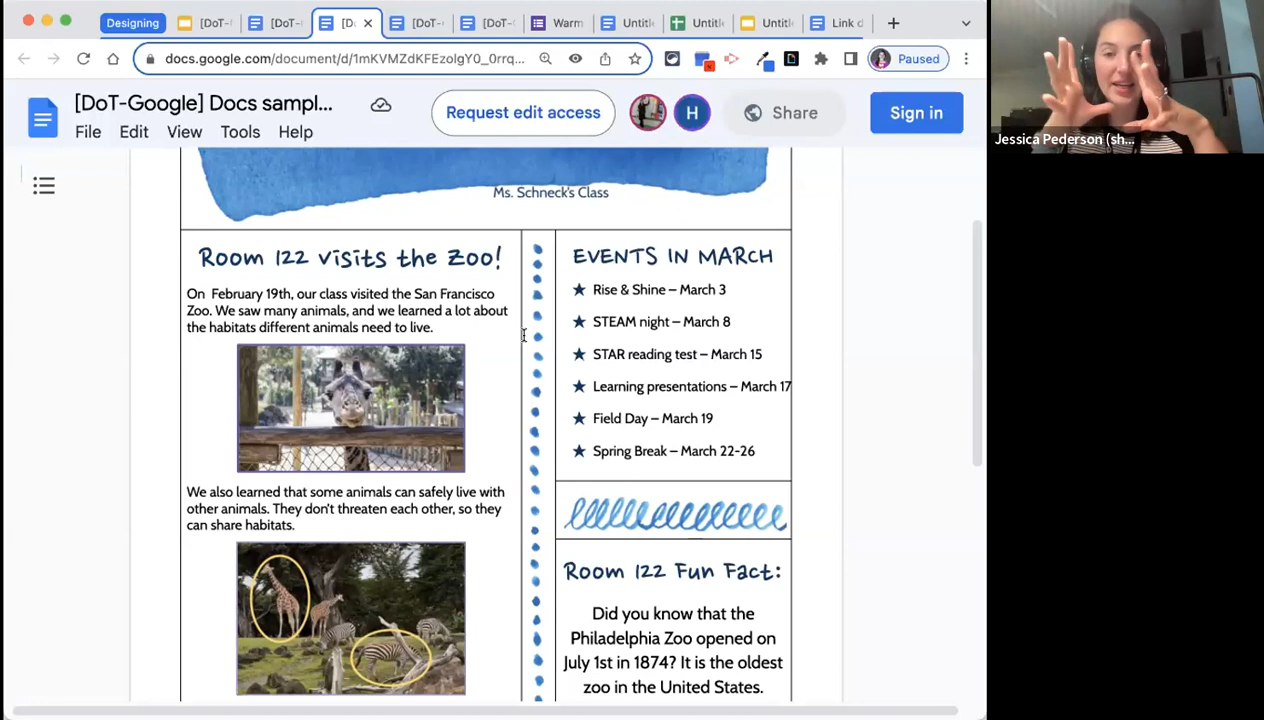 Designing
[DoT-
[DoT-
[Do
[DoT-
[DoT-
Warm
Untitl
Untitl
Untitl
Link d
docs.google.com/document/d/1mKVMZdKFEzolgY0_0rrq...
Paused
[DoT-Google] Docs sampl...
File Edit View Tools Help
Request edit access
H
Share
Sign in
Jessica Pederson (sh...
Ms. Schneck's Class
Room 122 visits the Zoo!
On February 19th, our class visited the San Francisco
Zoo. We saw many animals, and we learned a lot about
the habitats different animals need to live.
We also learned that some animals can safely live with
other animals. They don't threaten each other, so they
can share habitats.
EVENTS IN MARCH
★ Rise & Shine – March 3
★ STEAM night – March 8
★ STAR reading test – March 15
★ Learning presentations – March 17
★ Field Day – March 19
★ Spring Break – March 22-26
Room 122 Fun Fact:
Did you know that the
Philadelphia Zoo opened on
July 1st in 1874? It is the oldest
zoo in the United States.